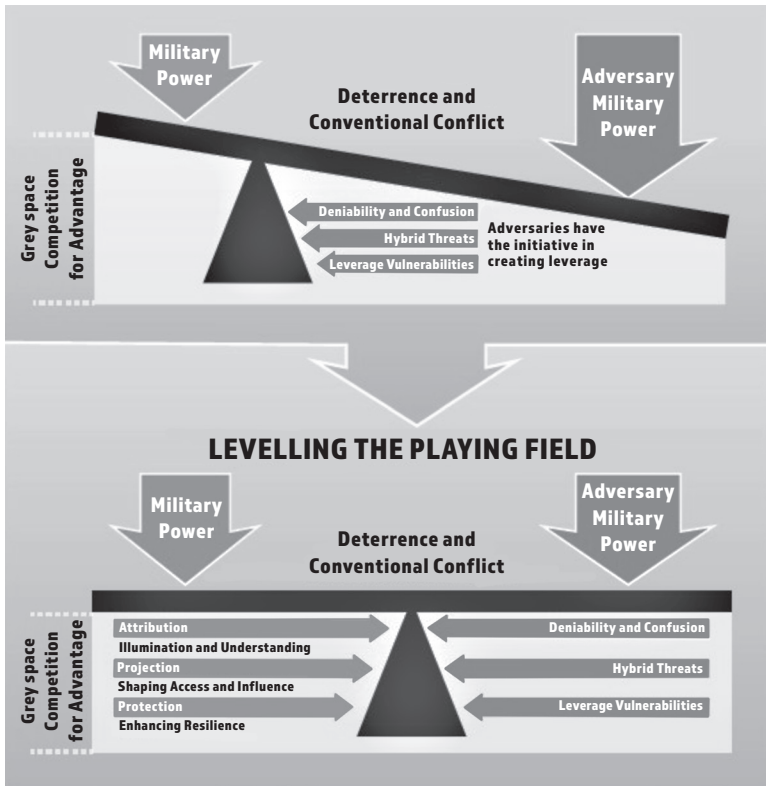 Military
Power
Adversary
Military
Power
Deterrence and
Conventional Conflict
Grey space
Competition
for Advantage
Deniability and Confusion
Hybrid Threats
Leverage Vulnerabilities
Adversaries have
the initiative in
creating leverage
LEVELLING THE PLAYING FIELD
Military
Power
Adversary
Military
Power
Deterrence and
Conventional Conflict
Grey space
Competition
for Advantage
Attribution
Illumination and Understanding
Projection
Shaping Access and Influence
Protection
Enhancing Resilience
Deniability and Confusion
Hybrid Threats
Leverage Vulnerabilities